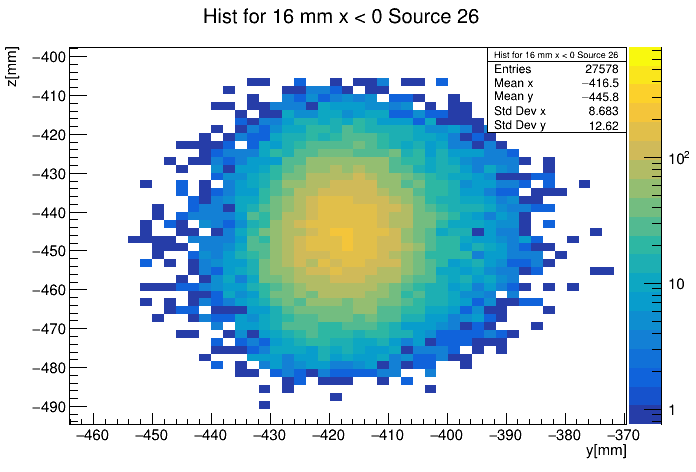 Hist for 16 mm x < 0 Source 26
z[mm]
Hist for 16 mm x < 0 Source 26
Entries 27578
Mean x −416.5
Mean y −445.8
Std Dev x 8.683
Std Dev y 12.62
−400
−410
−420
−430
−440
−450
−460
−470
−480
−490
10²
10
1
−460 −450 −440 −430 −420 −410 −400 −390 −380 −370
y[mm]